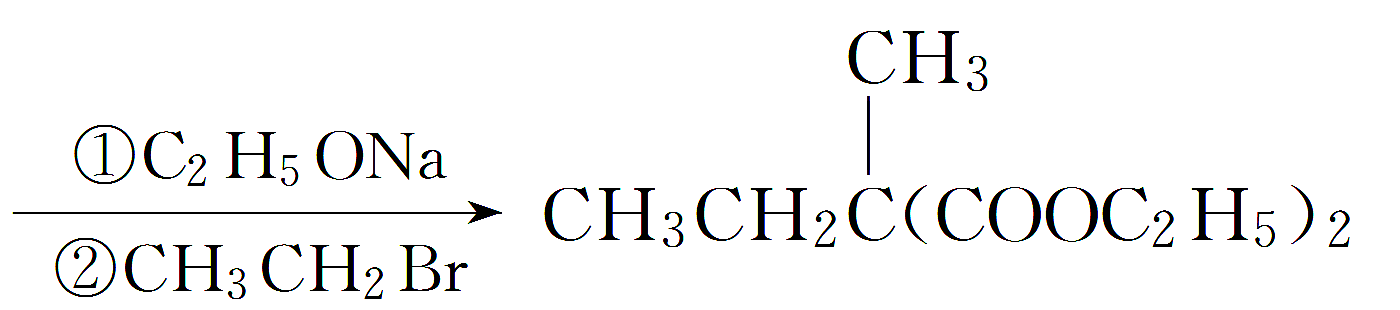 CH₃
①C₂H₅ONa
CH₃CH₂C(COOC₂H₅)₂
②CH₃CH₂Br